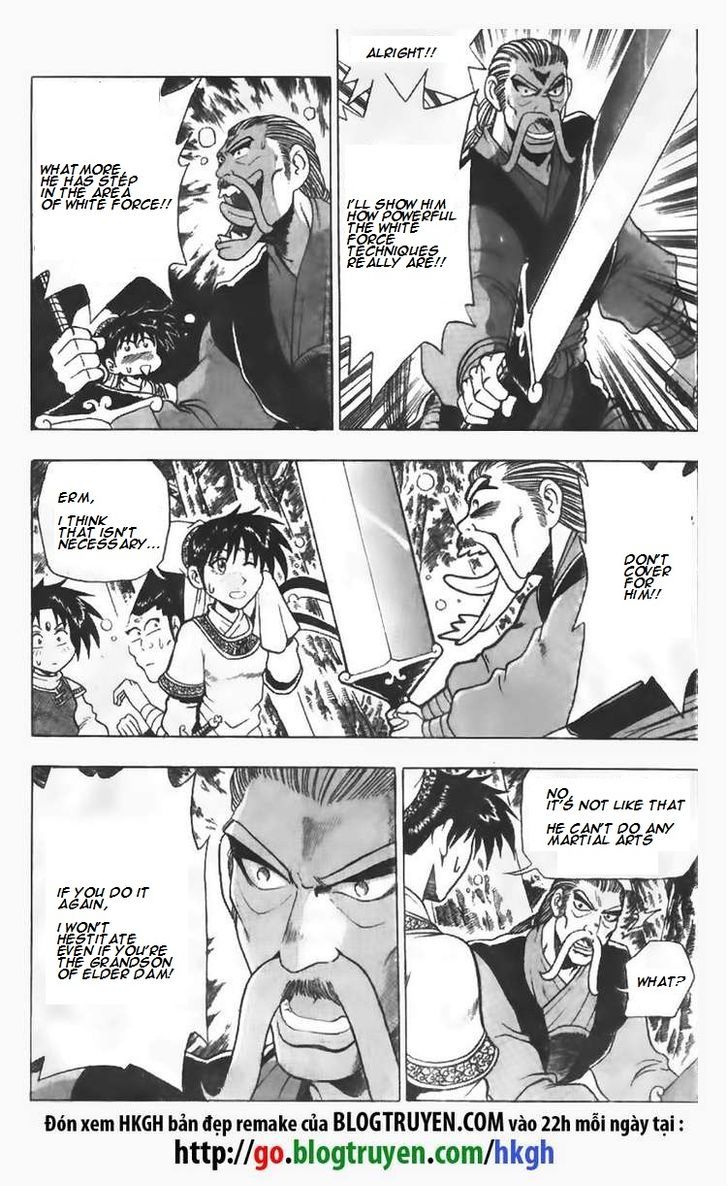 WHAT MORE,
HE HAS STEP
IN THE AREA
OF WHITE FORCE!!
ALRIGHT!!
I'LL SHOW HIM
HOW POWERFUL
THE WHITE
FORCE
TECHNIQUES
REALLY ARE!!
ERM,
I THINK
THAT ISN'T
NECESSARY...
DON'T
COVER
FOR
HIM!!
IF YOU DO IT
AGAIN,
I WON'T
HESTITATE
EVEN IF YOU'RE
THE GRANDSON
OF ELDER DAM!
NO,
IT'S NOT LIKE THAT
HE CAN'T DO ANY
MARTIAL ARTS
WHAT?
Đón xem HKGH bản đẹp remake của BLOGTRUYEN.COM vào 22h mỗi ngày tại :
http://go.blogtruyen.com/hkgh